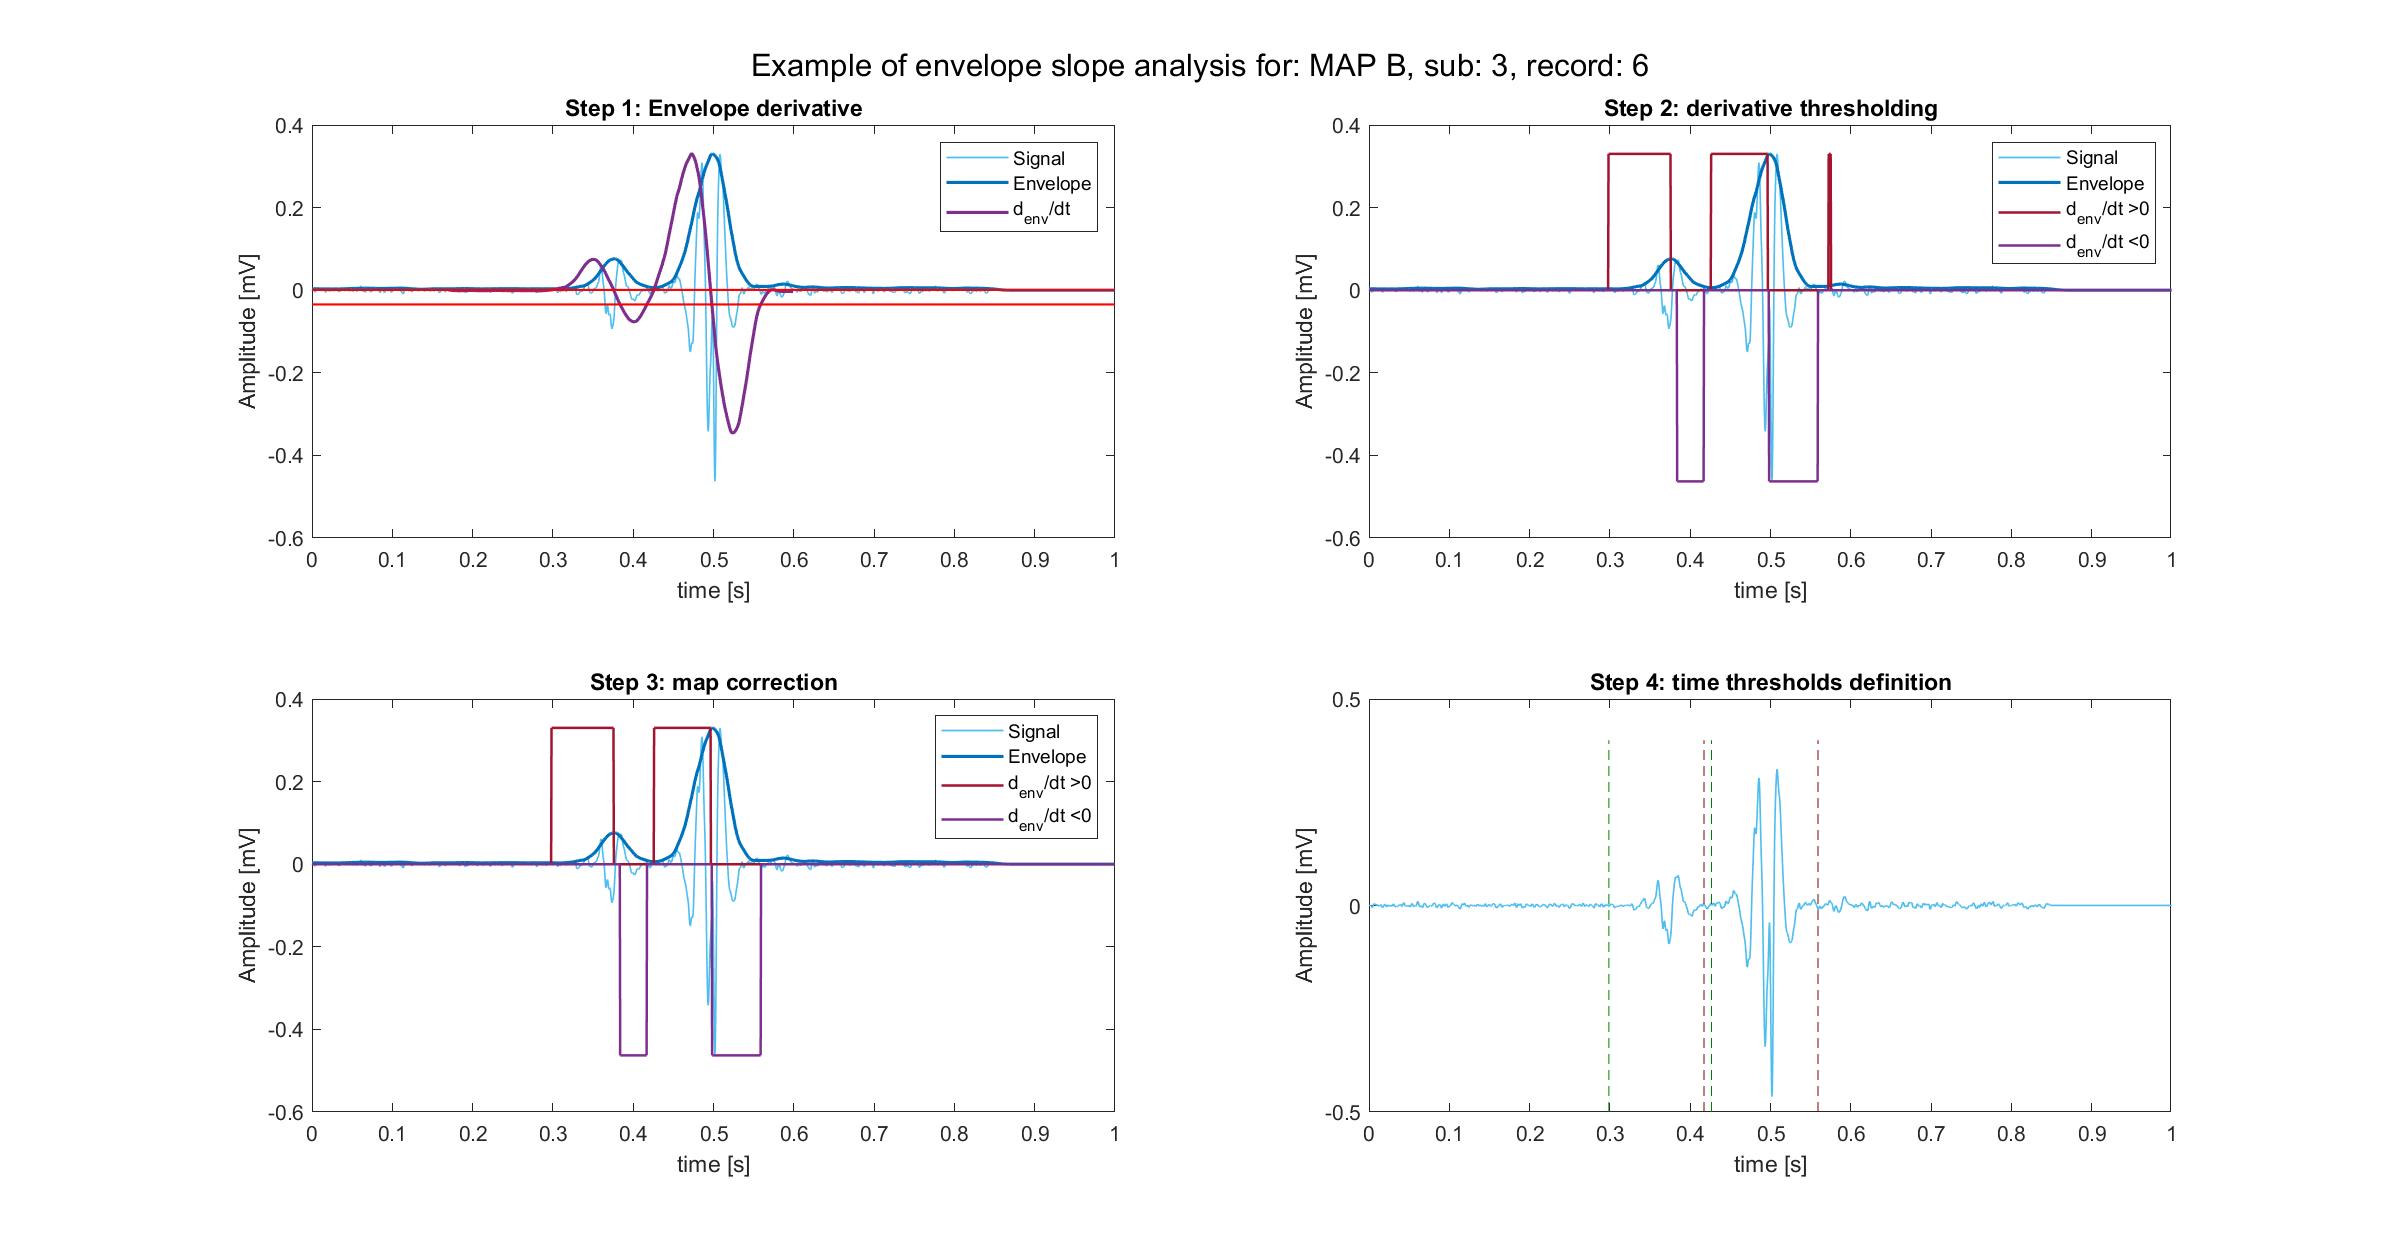 Example of envelope slope analysis for: MAP B, sub: 3, record: 6
Step 1: Envelope derivative
0.4
0.2
0
-0.2
-0.4
-0.6
Amplitude [mV]
0 0.1 0.2 0.3 0.4 0.5 0.6 0.7 0.8 0.9 1
time [s]
Signal
Envelope
d_env/dt
Step 2: derivative thresholding
0.4
0.2
0
-0.2
-0.4
-0.6
Amplitude [mV]
0 0.1 0.2 0.3 0.4 0.5 0.6 0.7 0.8 0.9 1
time [s]
Signal
Envelope
d_env/dt >0
d_env/dt <0
Step 3: map correction
0.4
0.2
0
-0.2
-0.4
-0.6
Amplitude [mV]
0 0.1 0.2 0.3 0.4 0.5 0.6 0.7 0.8 0.9 1
time [s]
Signal
Envelope
d_env/dt >0
d_env/dt <0
Step 4: time thresholds definition
0.5
0
-0.5
Amplitude [mV]
0 0.1 0.2 0.3 0.4 0.5 0.6 0.7 0.8 0.9 1
time [s]